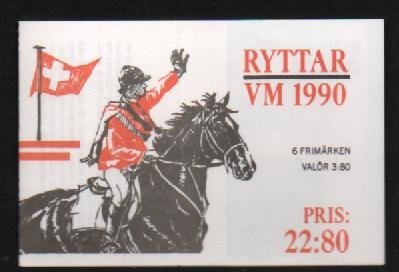 RYTTAR
VM 1990
6 FRIMÄRKEN
VALÖR 3:80
PRIS:
22:80